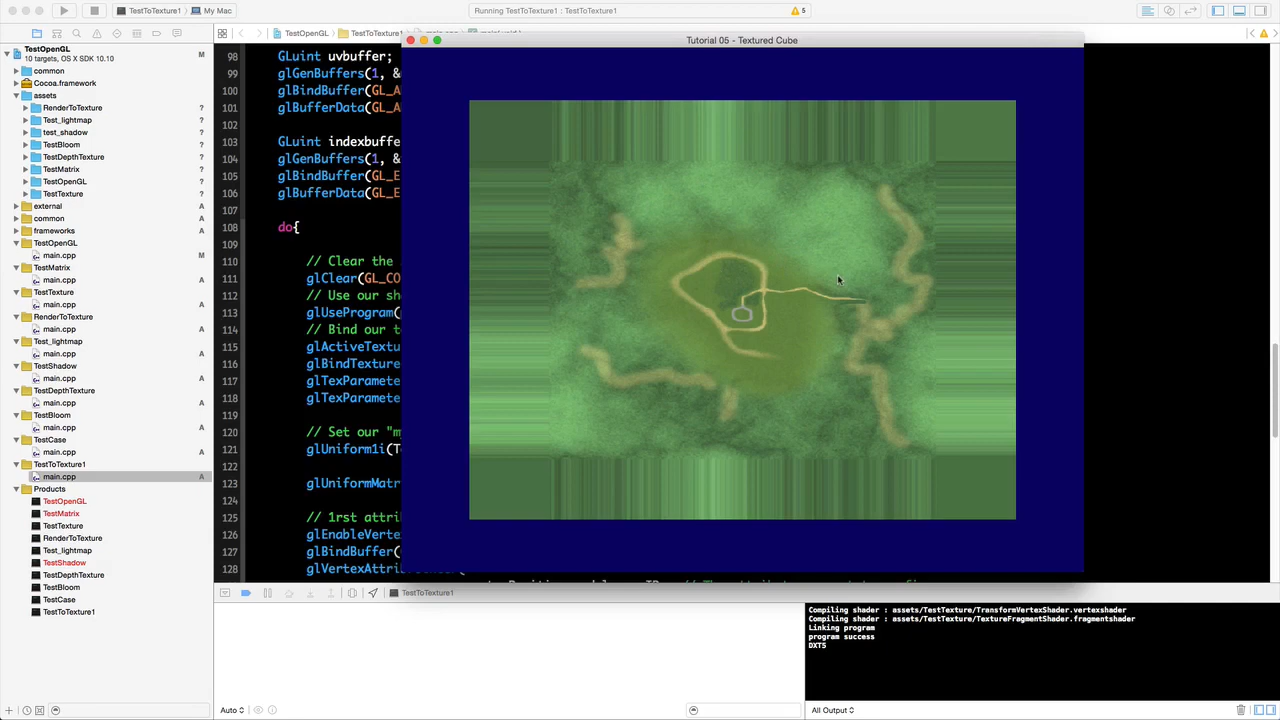 TestToTexture1
My Mac
Running TestToTexture1 : TestToTexture1
5
TestOpenGL
TestToTexture1
Tutorial 05 - Textured Cube
TestOpenGL
M
10 targets, OS X SDK 10.10
common
Cocoa.framework
assets
RenderToTexture ?
Test_lightmap ?
test_shadow ?
TestBloom ?
TestDepthTexture ?
TestMatrix ?
TestOpenGL ?
TestTexture ?
external A
common A
frameworks A
TestOpenGL
main.cpp M
TestMatrix
main.cpp A
TestTexture
main.cpp A
RenderToTexture
main.cpp A
Test_lightmap
main.cpp A
TestShadow
main.cpp A
TestDepthTexture
main.cpp A
TestBloom
main.cpp A
TestCase
main.cpp A
TestToTexture1
main.cpp A
Products
TestOpenGL
TestMatrix
TestTexture
RenderToTexture
Test_lightmap
TestShadow
TestDepthTexture
TestBloom
TestCase
TestToTexture1
98 GLuint uvbuffer;
99 glGenBuffers(1, &
100 glBindBuffer(GL_A
101 glBufferData(GL_A
102
103 GLuint indexbuffe
104 glGenBuffers(1, &
105 glBindBuffer(GL_E
106 glBufferData(GL_E
107
108 do{
109
110 // Clear the
111 glClear(GL_CO
112 // Use our sh
113 glUseProgram(
114 // Bind our t
115 glActiveTextu
116 glBindTexture
117 glTexParamete
118 glTexParamete
119
120 // Set our "m
121 glUniform1i(T
122
123 glUniformMatr
124
125 // 1rst attri
126 glEnableVerte
127 glBindBuffer(
128 glVertexAttri
TestToTexture1
Compiling shader : assets/TestTexture/TransformVertexShader.vertexshader
Compiling shader : assets/TestTexture/TextureFragmentShader.fragmentshader
Linking program
program success
DXT5
Auto
All Output